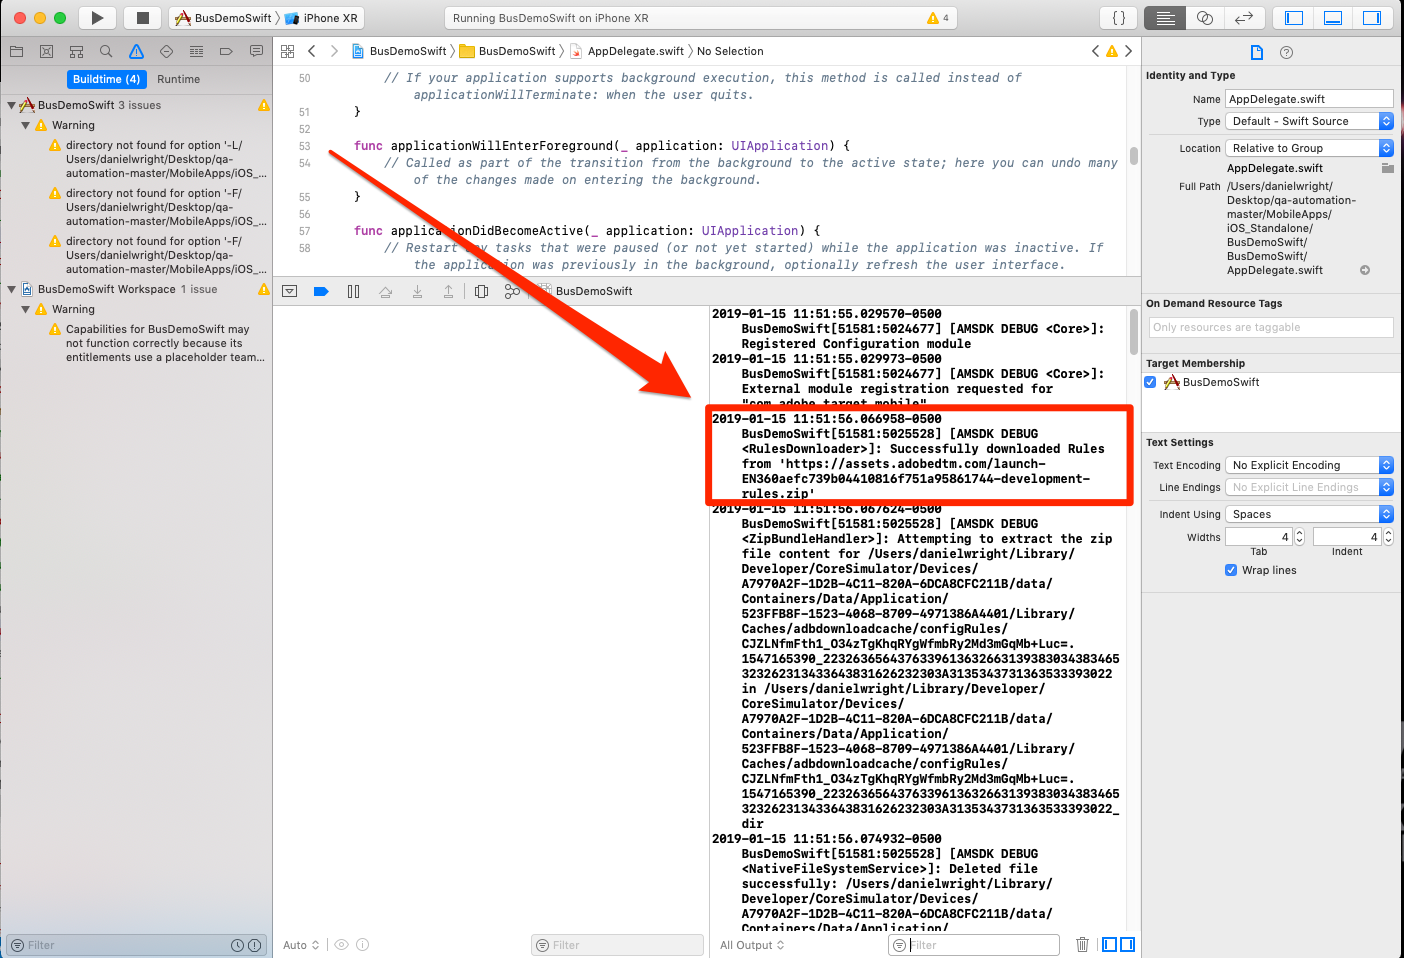 BusDemoSwift
iPhone XR
Running BusDemoSwift on iPhone XR
4
{ }
BusDemoSwift
BusDemoSwift
AppDelegate.swift
No Selection
Buildtime (4)
Runtime
BusDemoSwift 3 issues
Warning
directory not found for option '-L/
Users/danielwright/Desktop/qa-
automation-master/MobileApps/iOS_...
directory not found for option '-F/
Users/danielwright/Desktop/qa-
automation-master/MobileApps/iOS_...
directory not found for option '-F/
Users/danielwright/Desktop/qa-
automation-master/MobileApps/iOS_...
BusDemoSwift Workspace 1 issue
Warning
Capabilities for BusDemoSwift may
not function correctly because its
entitlements use a placeholder team...
Filter
50 // If your application supports background execution, this method is called instead of
applicationWillTerminate: when the user quits.
51 }
52
53 func applicationWillEnterForeground(_ application: UIApplication) {
54 // Called as part of the transition from the background to the active state; here you can undo many
of the changes made on entering the background.
55 }
56
57 func applicationDidBecomeActive(_ application: UIApplication) {
58 // Restart any tasks that were paused (or not yet started) while the application was inactive. If
the application was previously in the background, optionally refresh the user interface.
BusDemoSwift
2019-01-15 11:51:55.029570-0500
BusDemoSwift[51581:5024677] [AMSDK DEBUG <Core>]:
Registered Configuration module
2019-01-15 11:51:55.029973-0500
BusDemoSwift[51581:5024677] [AMSDK DEBUG <Core>]:
External module registration requested for
"com.adobe.target.mobile"
2019-01-15 11:51:56.066958-0500
BusDemoSwift[51581:5025528] [AMSDK DEBUG
<RulesDownloader>]: Successfully downloaded Rules
from 'https://assets.adobedtm.com/launch-
EN360aefc739b04410816f751a95861744-development-
rules.zip'
2019-01-15 11:51:56.067624-0500
BusDemoSwift[51581:5025528] [AMSDK DEBUG
<ZipBundleHandler>]: Attempting to extract the zip
file content for /Users/danielwright/Library/
Developer/CoreSimulator/Devices/
A7970A2F-1D2B-4C11-820A-6DCA8CFC211B/data/
Containers/Data/Application/
523FFB8F-1523-4068-8709-4971386A4401/Library/
Caches/adbdownloadcache/configRules/
CJZLNfmFth1_O34zTgKhqRYgWfmbRy2Md3mGqMb+Luc=.
1547165390_2232636564376339613632663139383034383465
3232623134336438316262323O3A3135343731363533393022
in /Users/danielwright/Library/Developer/
CoreSimulator/Devices/
A7970A2F-1D2B-4C11-820A-6DCA8CFC211B/data/
Containers/Data/Application/
523FFB8F-1523-4068-8709-4971386A4401/Library/
Caches/adbdownloadcache/configRules/
CJZLNfmFth1_O34zTgKhqRYgWfmbRy2Md3mGqMb+Luc=.
1547165390_2232636564376339613632663139383034383465
323262313433643831626232303A3135343731363533393022_
dir
2019-01-15 11:51:56.074932-0500
BusDemoSwift[51581:5025528] [AMSDK DEBUG
<NativeFileSystemService>]: Deleted file
successfully: /Users/danielwright/Library/
Developer/CoreSimulator/Devices/
A7970A2F-1D2B-4C11-820A-6DCA8CFC211B/data/
Containers/Data/Application/
Auto
Filter
All Output
Filter
Identity and Type
Name AppDelegate.swift
Type Default - Swift Source
Location Relative to Group
AppDelegate.swift
Full Path /Users/danielwright/
Desktop/qa-automation-
master/MobileApps/
iOS_Standalone/
BusDemoSwift/
BusDemoSwift/
AppDelegate.swift
On Demand Resource Tags
Only resources are taggable
Target Membership
BusDemoSwift
Text Settings
Text Encoding No Explicit Encoding
Line Endings No Explicit Line Endings
Indent Using Spaces
Widths 4 4
Tab Indent
Wrap lines